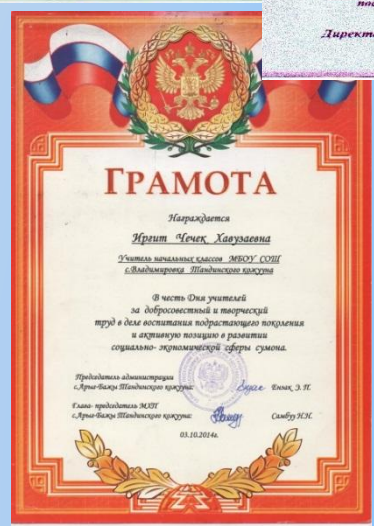 Директ
ГРАМОТА
Награждается
Иргит Чечек Хавузаевна
Учитель начальных классов МБОУ СОШ
с.Владимировка Тандинского кожууна
В честь Дня учителей
за добросовестный и творческий
труд в деле воспитания подрастающего поколения
и активную позицию в развитии
социально- экономической сферы сумона.
Председатель администрации
с.Арыг-Бажы Тандинского кожууна: Еньак, Э. П.
Глава- председатель МХП
с.Арыг-Бажы Тандинского кожууна: Самбуу Н.Н.
03.10.2014г.